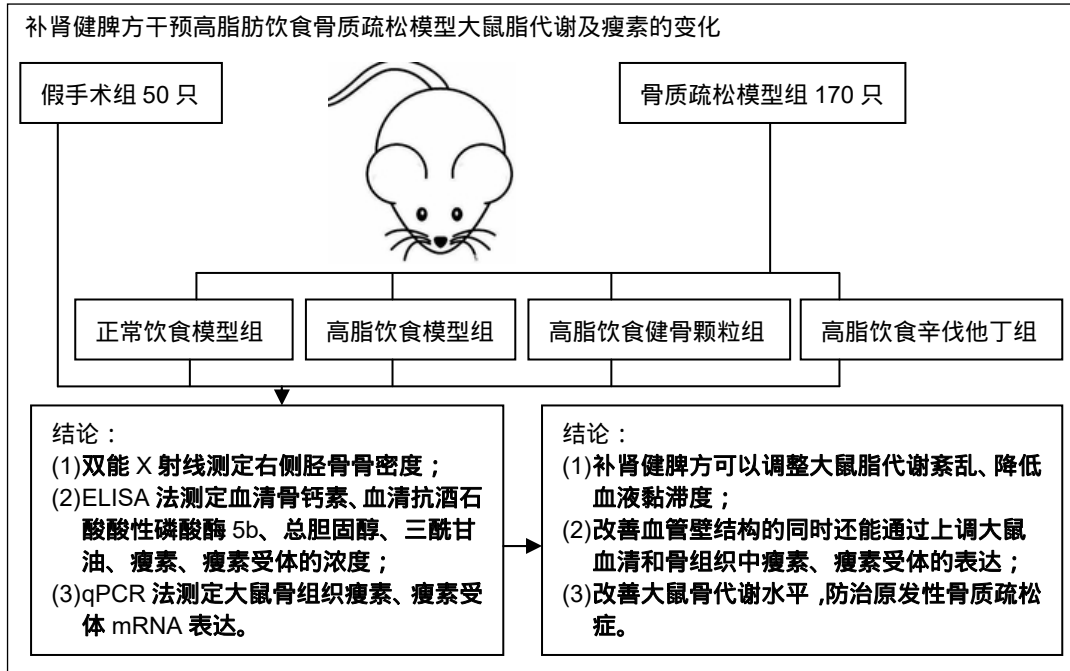 补肾健脾方干预高脂肪饮食骨质疏松模型大鼠脂代谢及瘦素的变化
假手术组 50 只
骨质疏松模型组 170 只
正常饮食模型组
高脂饮食模型组
高脂饮食健骨颗粒组
高脂饮食辛伐他丁组
结论：
(1)双能 X 射线测定右侧胫骨骨密度；
(2)ELISA 法测定血清骨钙素、血清抗酒石
酸酸性磷酸酶 5b、总胆固醇、三酰甘
油、瘦素、瘦素受体的浓度；
(3)qPCR 法测定大鼠骨组织瘦素、瘦素受
体 mRNA 表达。
结论：
(1)补肾健脾方可以调整大鼠脂代谢紊乱、降低
血液黏滞度；
(2)改善血管壁结构的同时还能通过上调大鼠
血清和骨组织中瘦素、瘦素受体的表达；
(3)改善大鼠骨代谢水平,防治原发性骨质疏松
症。